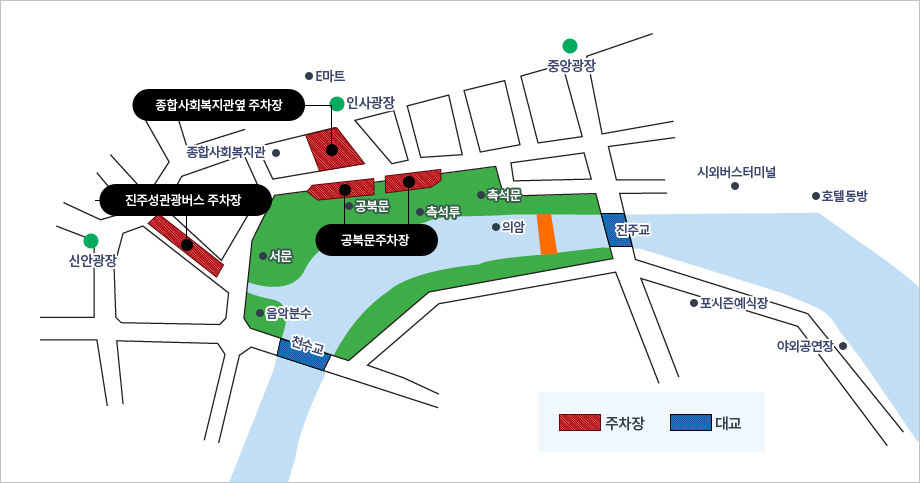 중앙광장
E마트
종합사회복지관옆 주차장
인사광장
종합사회복지관
시외버스터미널
진주성관광버스 주차장
공북문
촉석루
촉석문
호텔동방
의암
진주교
공북문주차장
신안광장
서문
음악분수
포시즌예식장
천수교
야외공연장
주차장
대교